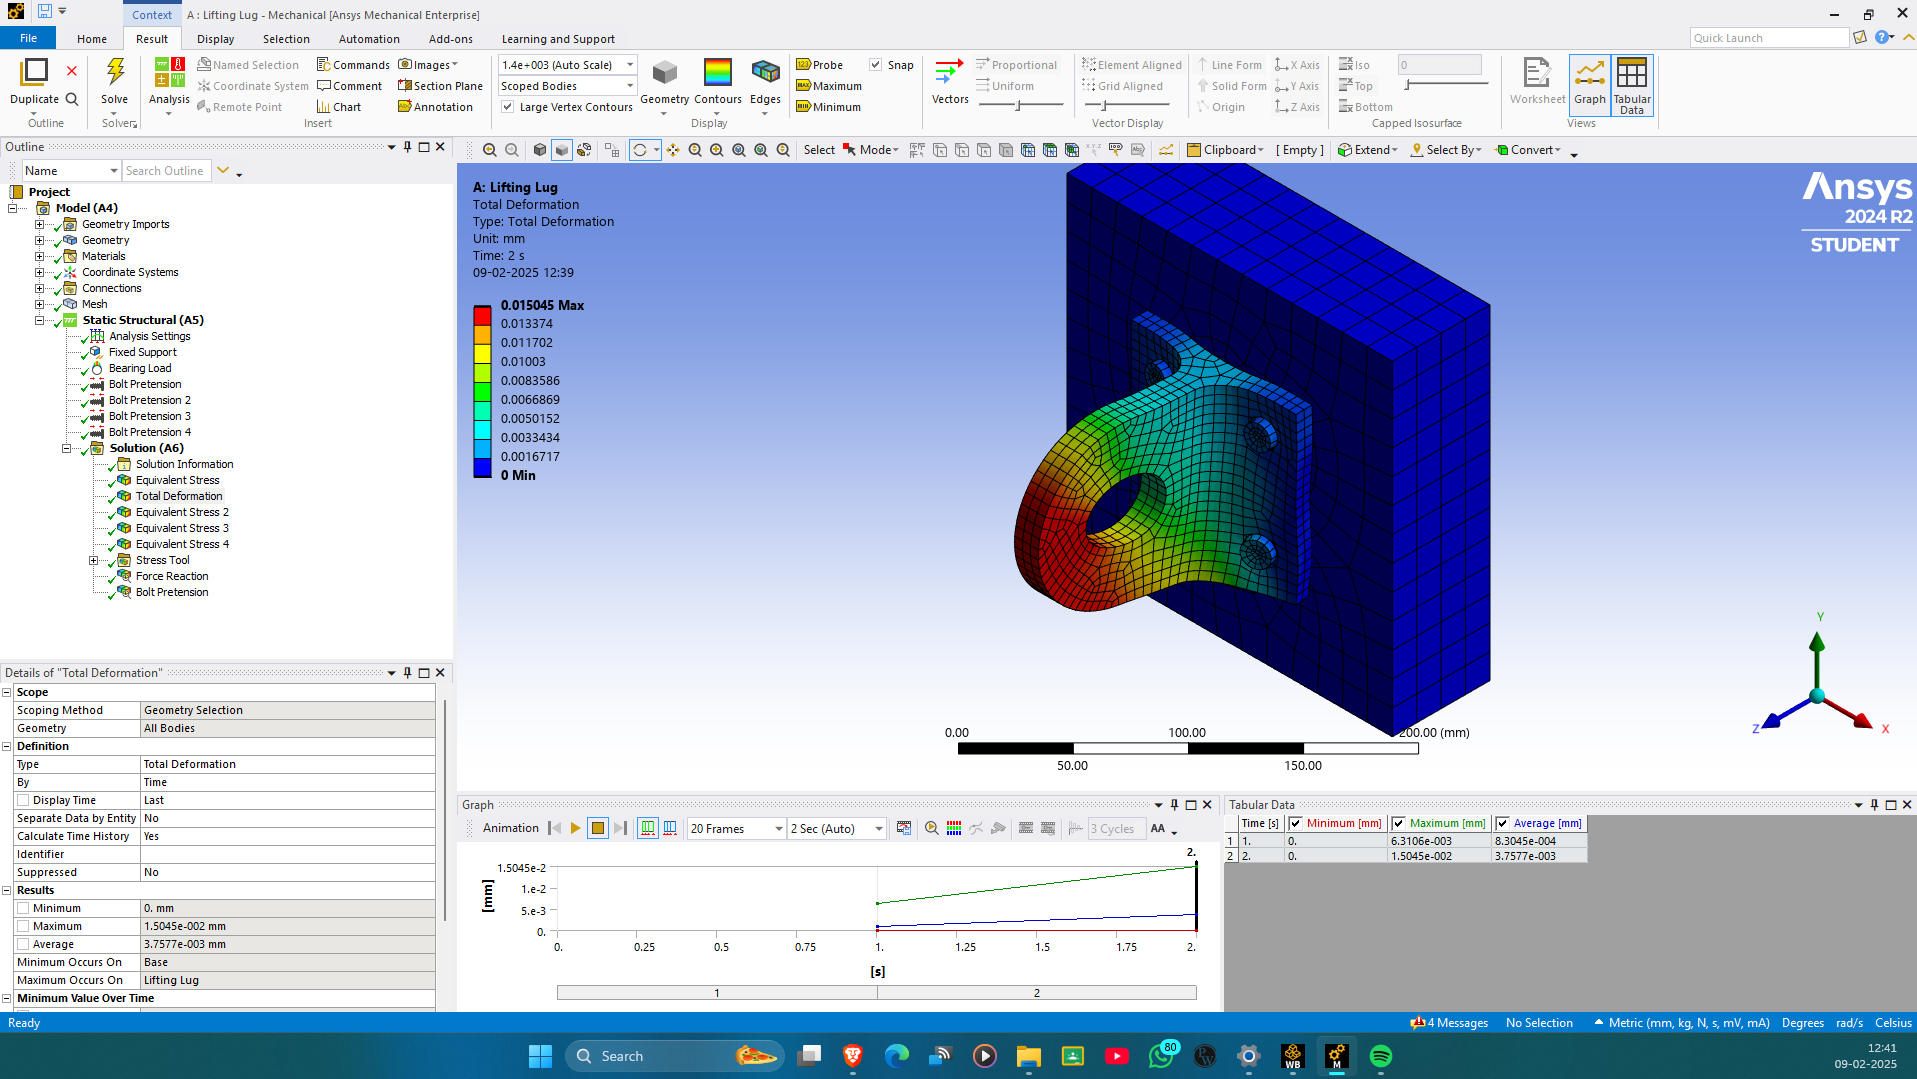 Context
A : Lifting Lug - Mechanical [Ansys Mechanical Enterprise]
File Home Result Display Selection Automation Add-ons Learning and Support
Quick Launch
Duplicate
Outline
Solve
Solver
Analysis
Named Selection
Coordinate System
Remote Point
Commands
Comment
Chart
Images
Section Plane
Annotation
Insert
1.4e+003 (Auto Scale)
Scoped Bodies
Large Vertex Contours
Geometry
Contours
Edges
Display
Probe
Maximum
Minimum
Snap
Vectors
Proportional
Uniform
Element Aligned
Grid Aligned
Line Form
Solid Form
Origin
X Axis
Y Axis
Z Axis
Vector Display
Iso
Top
Bottom
0
Capped Isosurface
Worksheet
Graph
Tabular Data
Views
Outline
Name
Search Outline
Select Mode Clipboard [ Empty ] Extend Select By Convert
Project
Model (A4)
Geometry Imports
Geometry
Materials
Coordinate Systems
Connections
Mesh
Static Structural (A5)
Analysis Settings
Fixed Support
Bearing Load
Bolt Pretension
Bolt Pretension 2
Bolt Pretension 3
Bolt Pretension 4
Solution (A6)
Solution Information
Equivalent Stress
Total Deformation
Equivalent Stress 2
Equivalent Stress 3
Equivalent Stress 4
Stress Tool
Force Reaction
Bolt Pretension
A: Lifting Lug
Total Deformation
Type: Total Deformation
Unit: mm
Time: 2 s
09-02-2025 12:39
0.015045 Max
0.013374
0.011702
0.01003
0.0083586
0.0066869
0.0050152
0.0033434
0.0016717
0 Min
Ansys
2024 R2
STUDENT
Y
Z
X
0.00 100.00 200.00 (mm)
50.00 150.00
Details of "Total Deformation"
Scope
Scoping Method Geometry Selection
Geometry All Bodies
Definition
Type Total Deformation
By Time
Display Time Last
Separate Data by Entity No
Calculate Time History Yes
Identifier
Suppressed No
Results
Minimum 0. mm
Maximum 1.5045e-002 mm
Average 3.7577e-003 mm
Minimum Occurs On Base
Maximum Occurs On Lifting Lug
Minimum Value Over Time
Graph
Animation 20 Frames 2 Sec (Auto) 3 Cycles AA
2.
1.5045e-2
1.e-2
5.e-3
0.
[mm]
0. 0.25 0.5 0.75 1. 1.25 1.5 1.75 2.
[s]
1 2
Tabular Data
Time [s] Minimum [mm] Maximum [mm] Average [mm]
1 1. 0. 6.3106e-003 8.3045e-004
2 2. 0. 1.5045e-002 3.7577e-003
Ready
4 Messages No Selection Metric (mm, kg, N, s, mV, mA) Degrees rad/s Celsius
Search
80
WB
M
12:41
09-02-2025